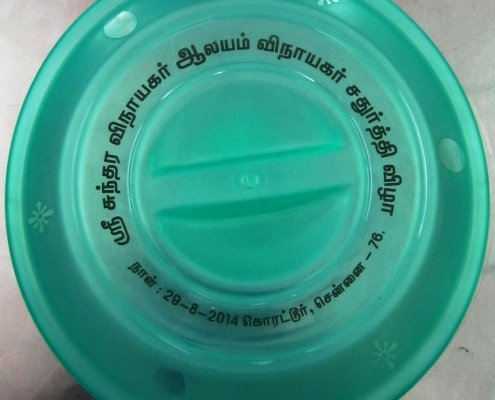 ஸ்ரீ சுந்தர விநாயகர் ஆலயம் விநாயகர் சதுர்த்தி விழா
நாள் : 29-8-2014 கொரட்டூர், சென்னை - 76.